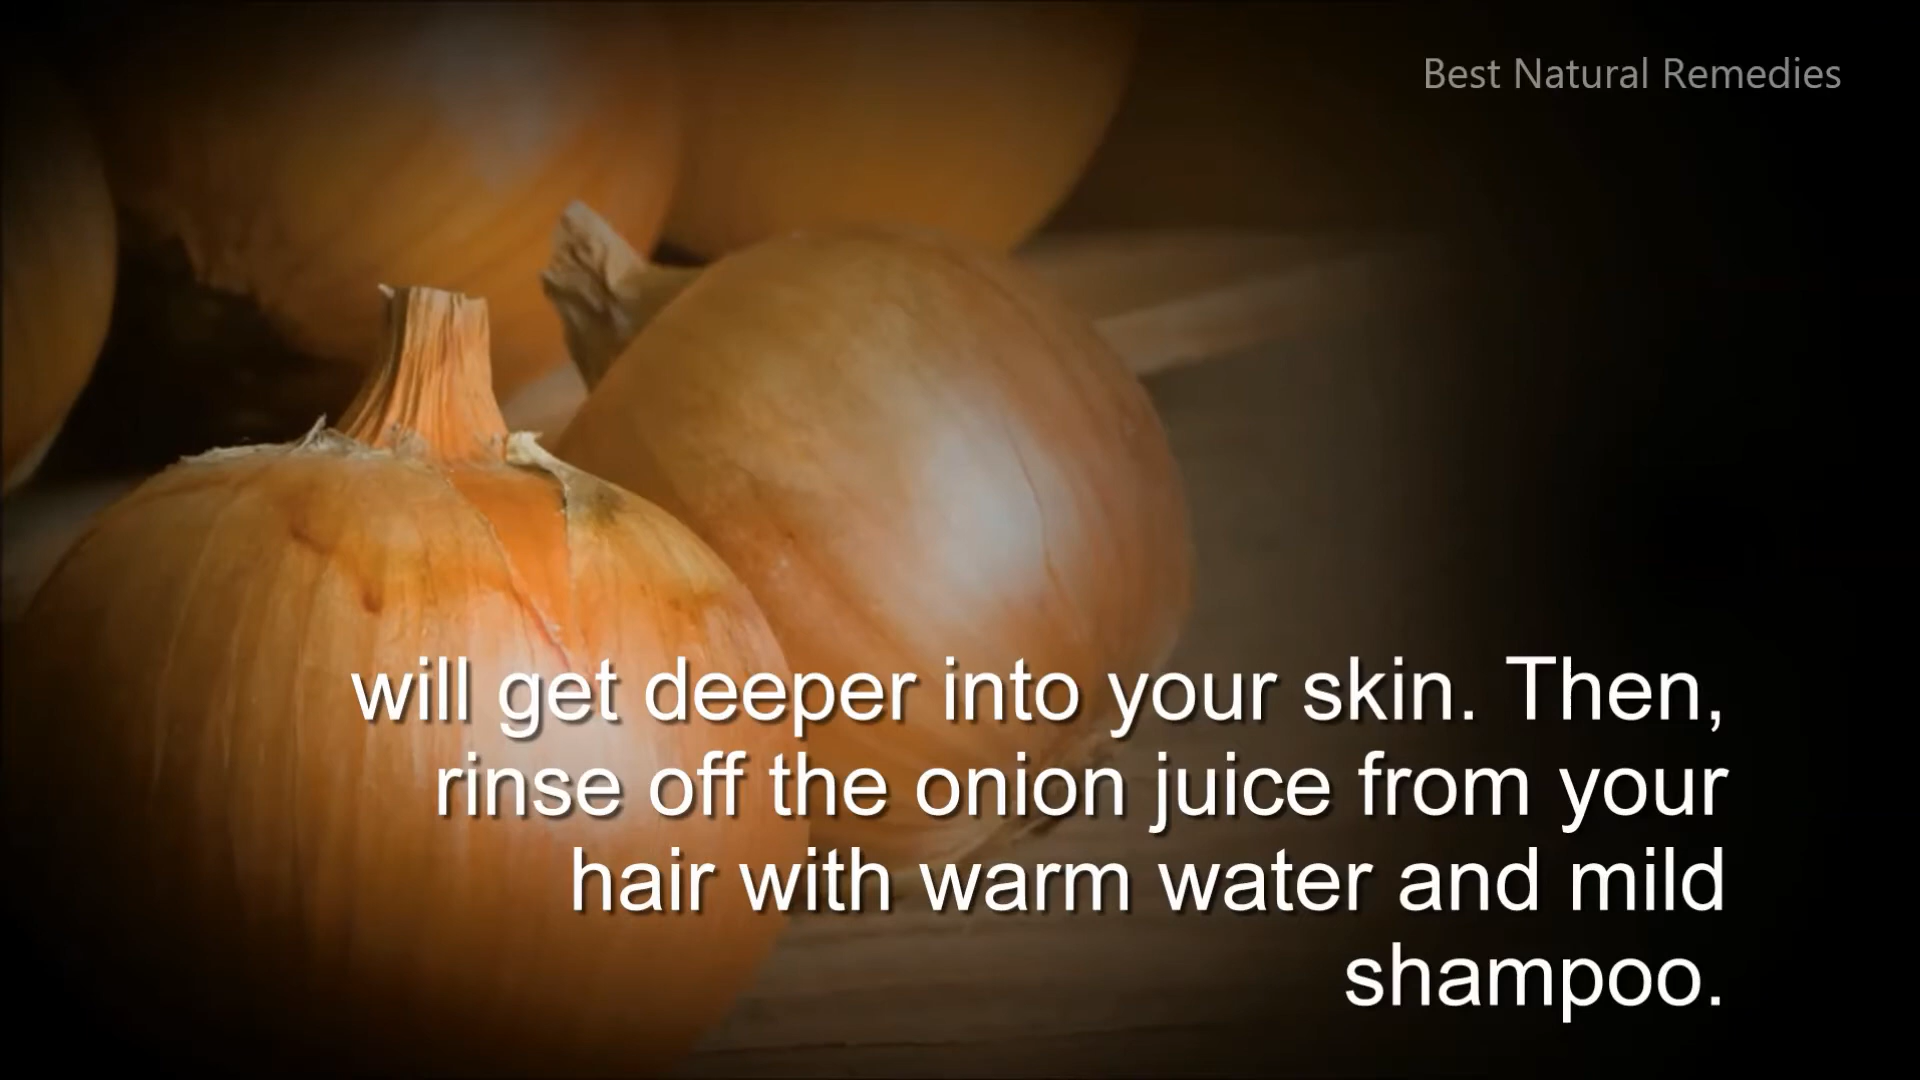 Best Natural Remedies
will get deeper into your skin. Then,
rinse off the onion juice from your
hair with warm water and mild
shampoo.